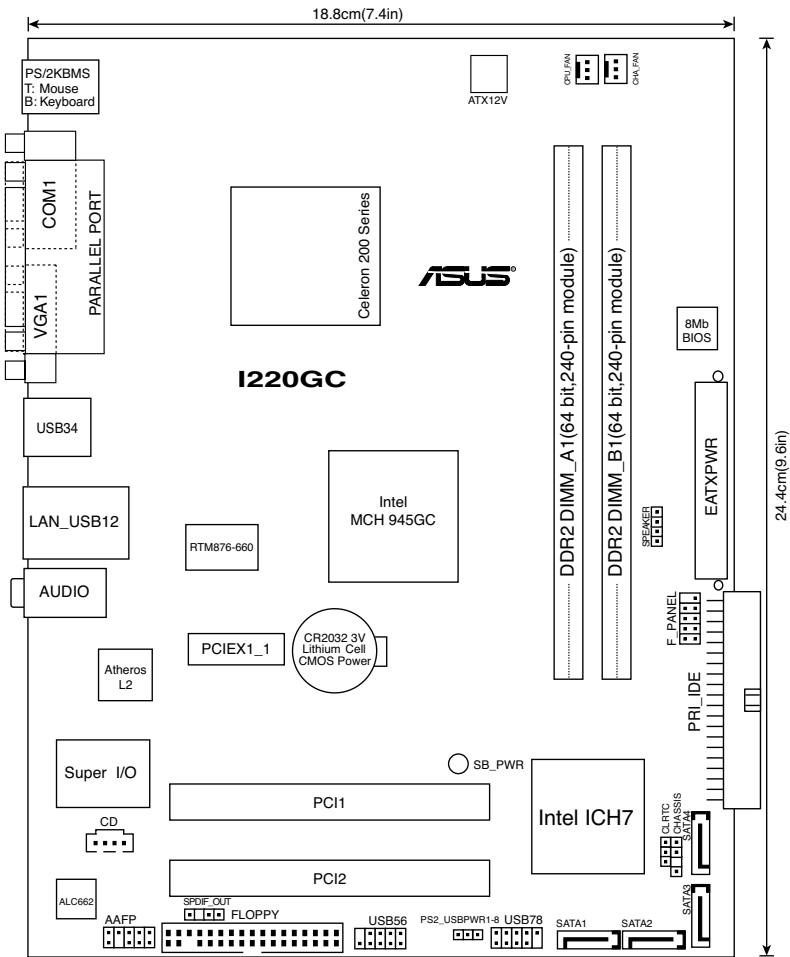 18.8cm(7.4in)
PS/2KBMS
T: Mouse
B: Keyboard
ATX12V
CPU_FAN
CHA_FAN
COM1
PARALLEL PORT
VGA1
Celeron 200 Series
ASUS®
DDR2 DIMM_A1(64 bit,240-pin module)
DDR2 DIMM_B1(64 bit,240-pin module)
8Mb
BIOS
I220GC
USB34
24.4cm(9.6in)
EATXPWR
Intel
MCH 945GC
SPEAKER
LAN_USB12
RTM876-660
AUDIO
F_PANEL
PCIEX1_1
CR2032 3V
Lithium Cell
CMOS Power
Atheros
L2
PRI_IDE
Super I/O
SB_PWR
PCI1
Intel ICH7
CLRTC
CHASSIS
SATA4
CD
PCI2
ALC662
SPDIF_OUT
SATA3
AAFP
FLOPPY
USB56
PS2_USBPWR1-8
USB78
SATA1
SATA2